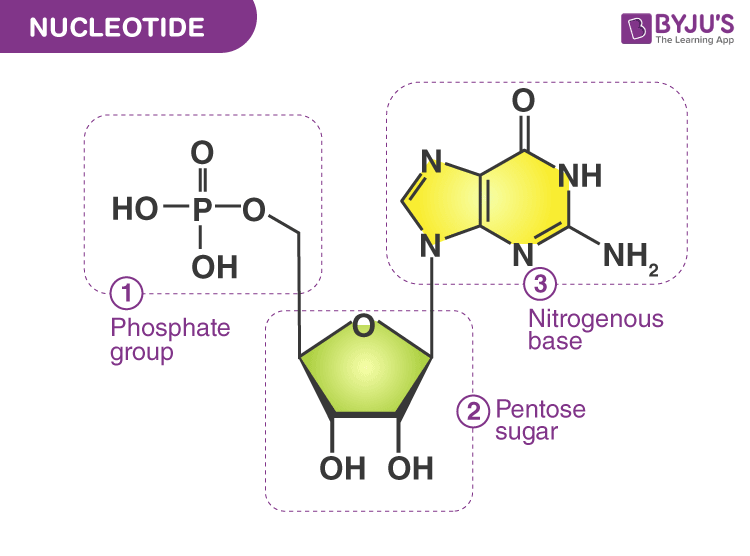 NUCLEOTIDE
BYJU'S
The Learning App
O
HO P O
OH
1
Phosphate
group
O
N
NH
N
N
NH2
3
Nitrogenous
base
O
2 Pentose
sugar
OH OH